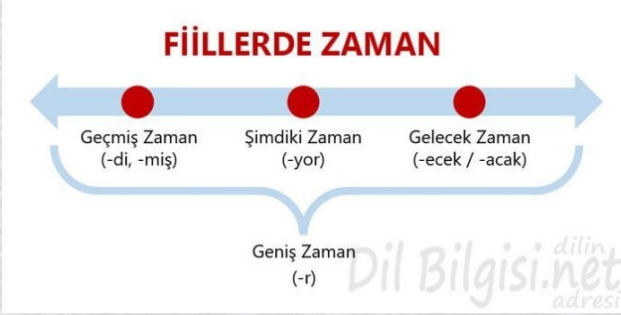 FİİLLERDE ZAMAN
Geçmiş Zaman
(-di, -miş)
Şimdiki Zaman
(-yor)
Gelecek Zaman
(-ecek / -acak)
Geniş Zaman
(-r)
Dil Bilgisi.net
dilin
adresi